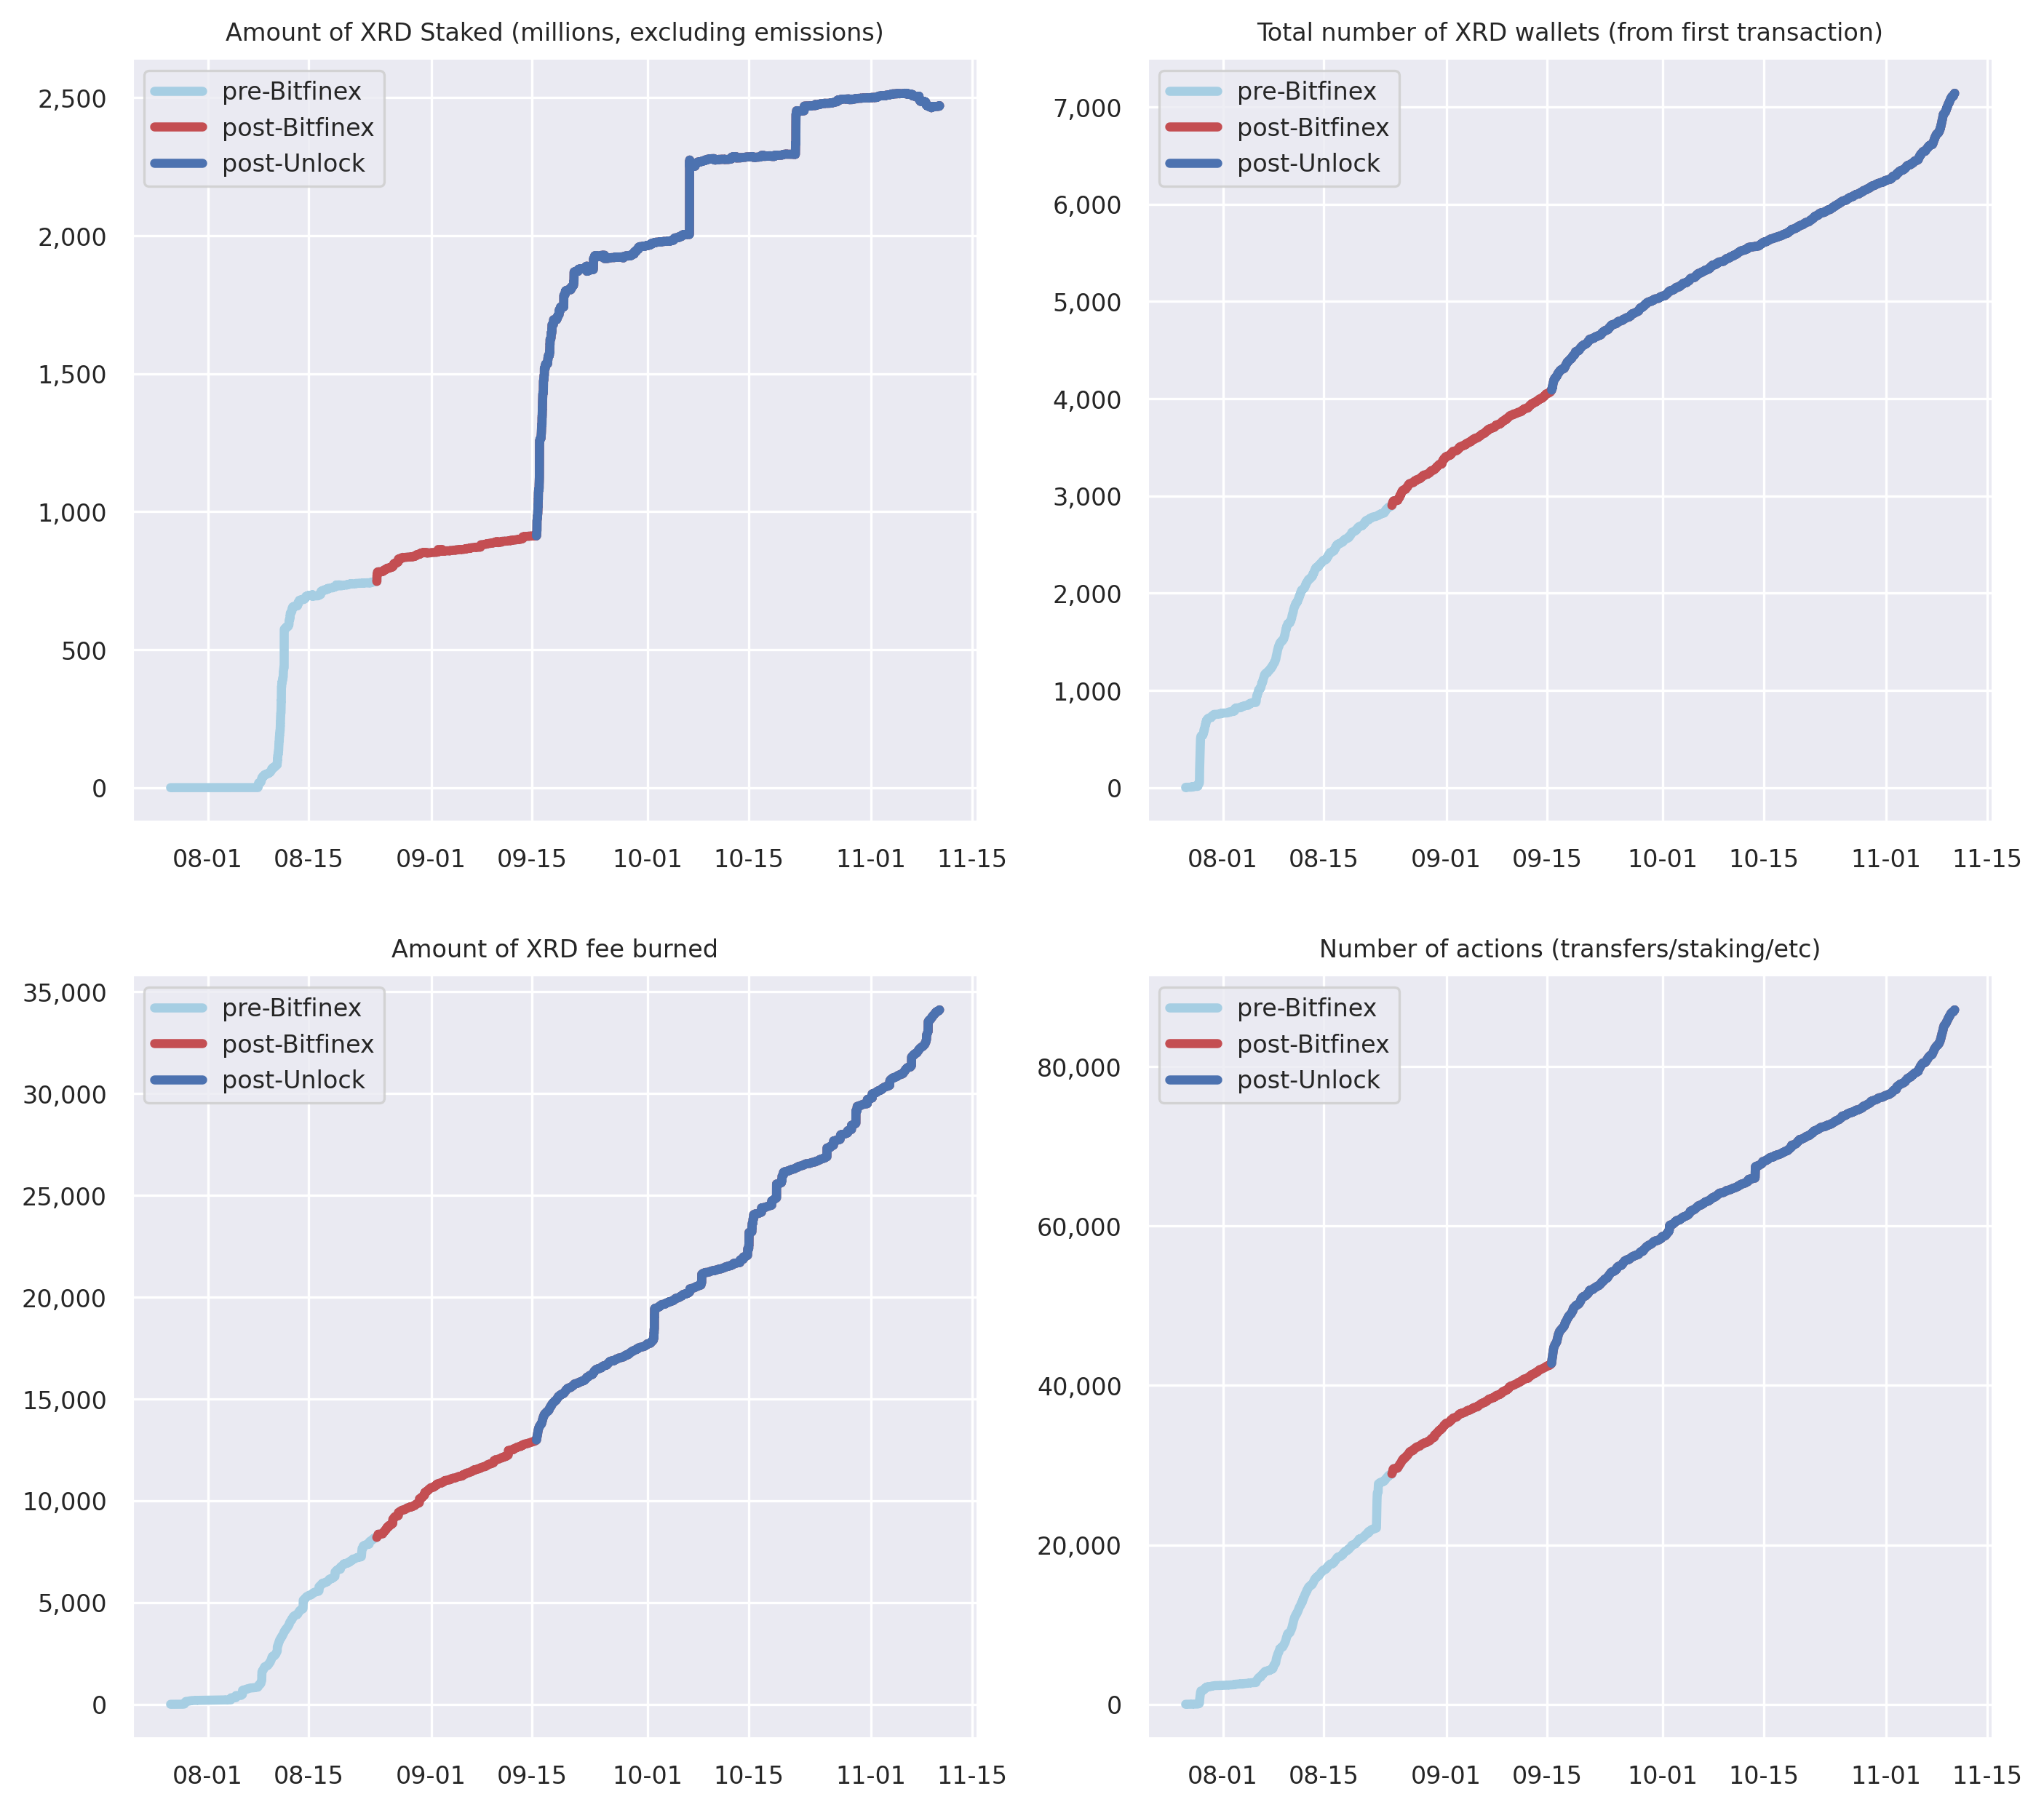 Amount of XRD Staked (millions, excluding emissions)
pre-Bitfinex
post-Bitfinex
post-Unlock
2,500
2,000
1,500
1,000
500
0
08-01 08-15 09-01 09-15 10-01 10-15 11-01 11-15
Total number of XRD wallets (from first transaction)
pre-Bitfinex
post-Bitfinex
post-Unlock
7,000
6,000
5,000
4,000
3,000
2,000
1,000
0
08-01 08-15 09-01 09-15 10-01 10-15 11-01 11-15
Amount of XRD fee burned
pre-Bitfinex
post-Bitfinex
post-Unlock
35,000
30,000
25,000
20,000
15,000
10,000
5,000
0
08-01 08-15 09-01 09-15 10-01 10-15 11-01 11-15
Number of actions (transfers/staking/etc)
pre-Bitfinex
post-Bitfinex
post-Unlock
80,000
60,000
40,000
20,000
0
08-01 08-15 09-01 09-15 10-01 10-15 11-01 11-15